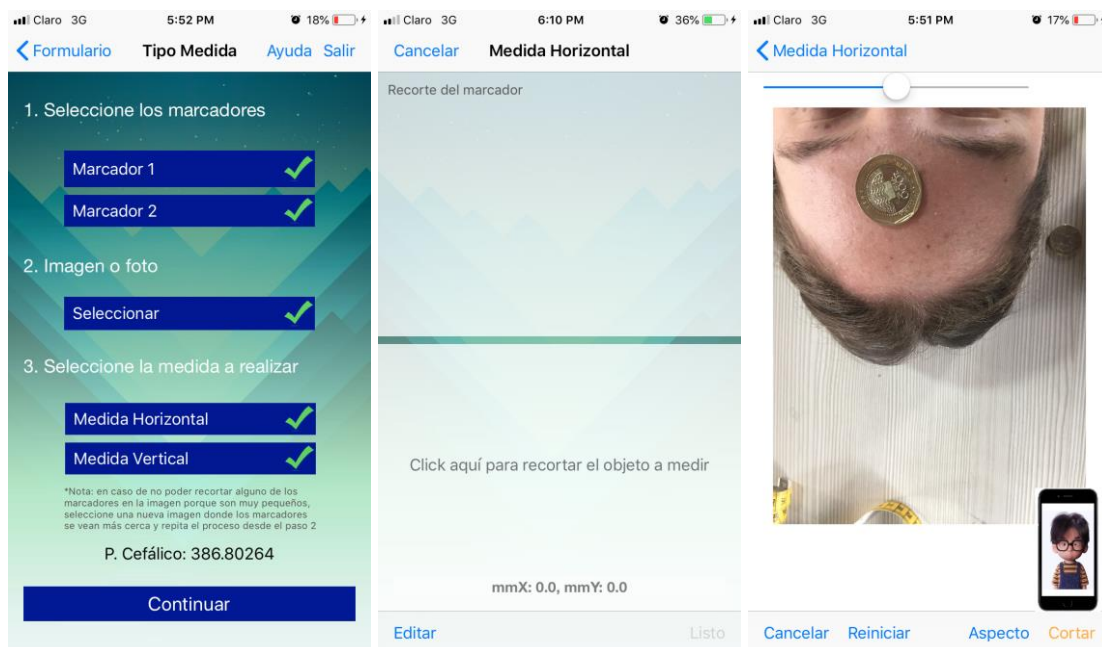 Claro 3G 5:52 PM 18%
Formulario Tipo Medida Ayuda Salir
1. Seleccione los marcadores
Marcador 1
Marcador 2
2. Imagen o foto
Seleccionar
3. Seleccione la medida a realizar
Medida Horizontal
Medida Vertical
*Nota: en caso de no poder recortar alguno de los
marcadores en la imagen porque son muy pequeños,
seleccione una nueva imagen donde los marcadores
se vean más cerca y repita el proceso desde el paso 2
P. Cefálico: 386.80264
Continuar
Claro 3G 6:10 PM 36%
Cancelar Medida Horizontal
Recorte del marcador
Click aquí para recortar el objeto a medir
mmX: 0.0, mmY: 0.0
Editar Listo
Claro 3G 5:51 PM 17%
Medida Horizontal
Cancelar Reiniciar Aspecto Cortar